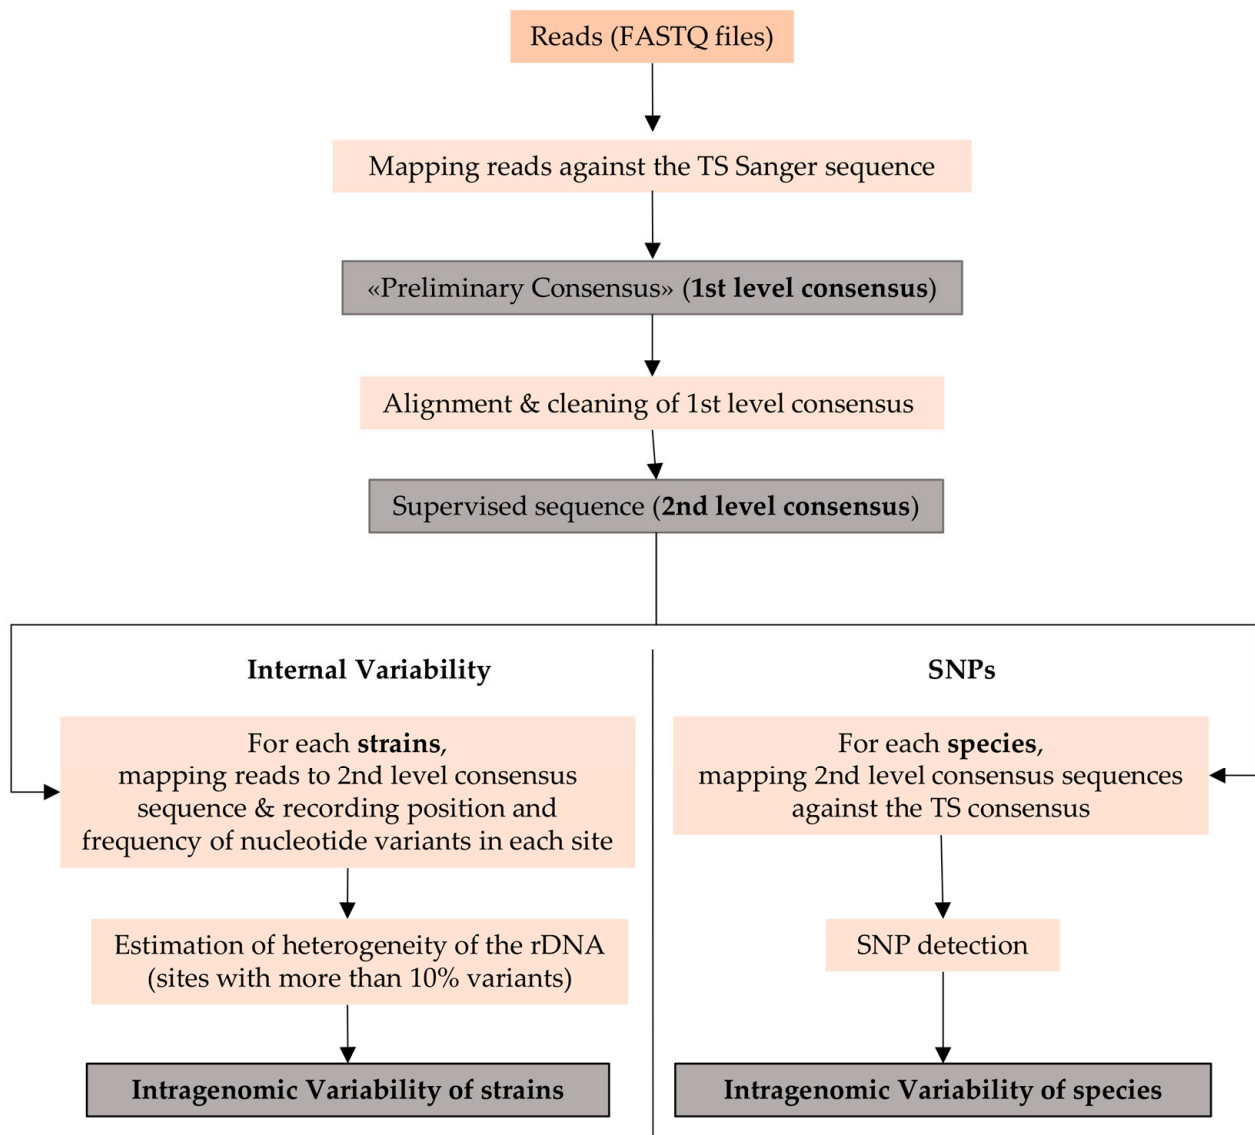 Reads (FASTQ files)
Mapping reads against the TS Sanger sequence
«Preliminary Consensus» (1st level consensus)
Alignment & cleaning of 1st level consensus
Supervised sequence (2nd level consensus)
Internal Variability
For each strains,
mapping reads to 2nd level consensus
sequence & recording position and
frequency of nucleotide variants in each site
Estimation of heterogeneity of the rDNA
(sites with more than 10% variants)
Intragenomic Variability of strains
SNPs
For each species,
mapping 2nd level consensus sequences
against the TS consensus
SNP detection
Intragenomic Variability of species